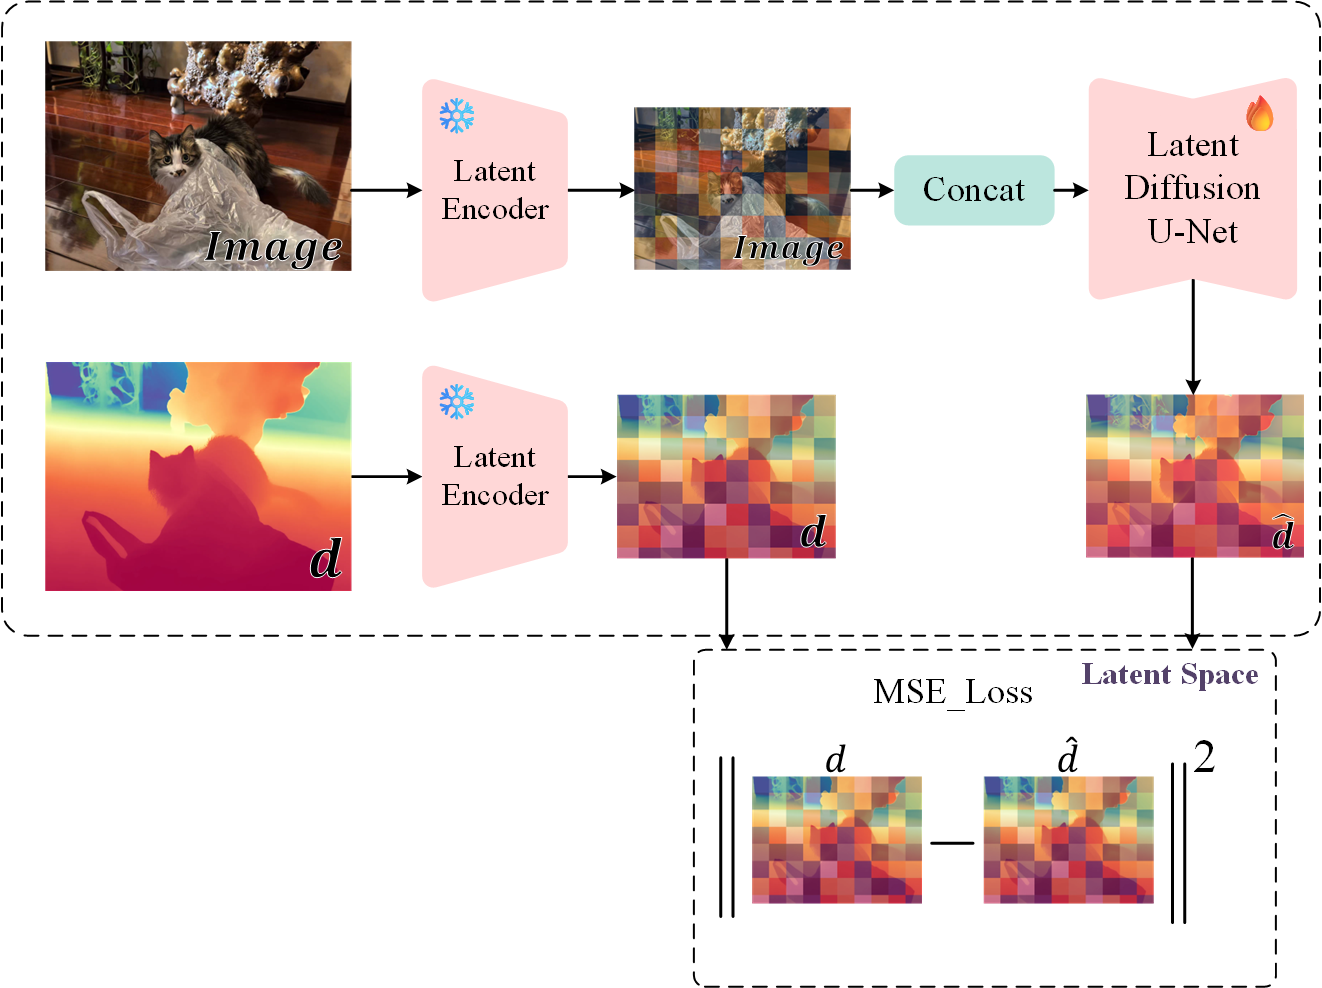 Image
Latent
Encoder
Image
Concat
Latent
Diffusion
U-Net
d
Latent
Encoder
d
d̂
Latent Space
MSE_Loss
d
d̂
2